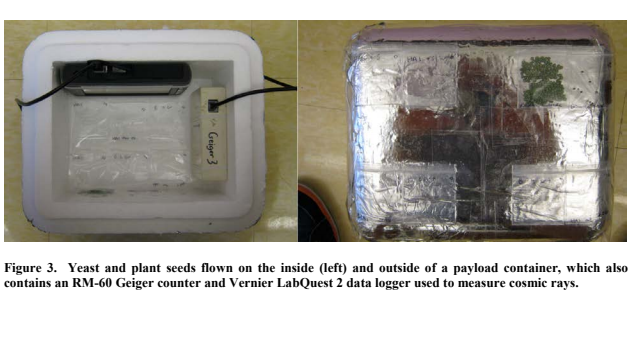 Geiger 3
Figure 3. Yeast and plant seeds flown on the inside (left) and outside of a payload container, which also
contains an RM-60 Geiger counter and Vernier LabQuest 2 data logger used to measure cosmic rays.